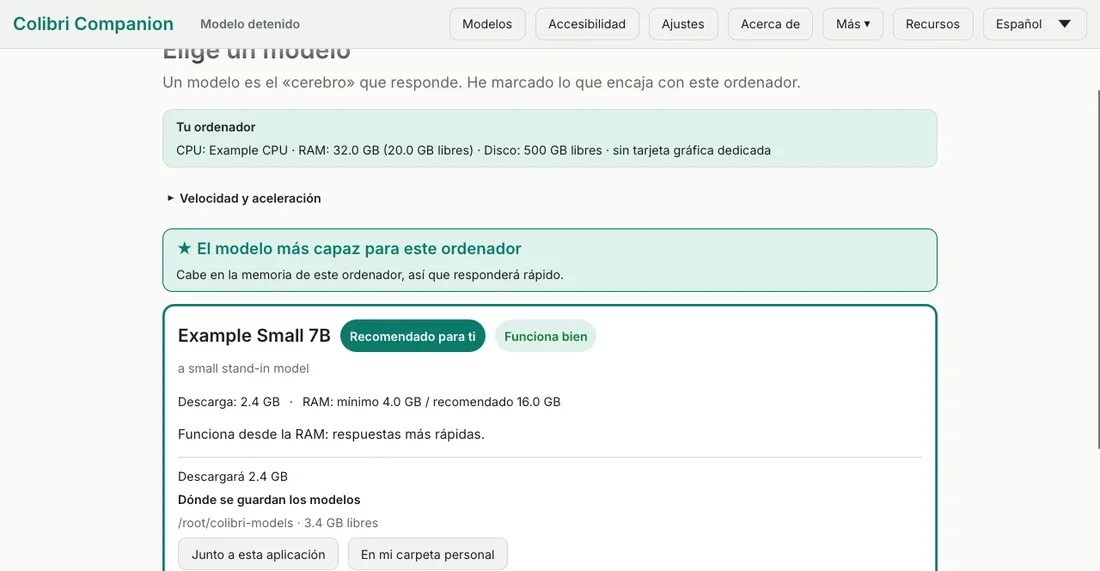 Colibri Companion
Modelo detenido
Modelos
Accesibilidad
Ajustes
Acerca de
Más ▾
Recursos
Español
Elige un modelo
Un modelo es el «cerebro» que responde. He marcado lo que encaja con este ordenador.
Tu ordenador
CPU: Example CPU · RAM: 32.0 GB (20.0 GB libres) · Disco: 500 GB libres · sin tarjeta gráfica dedicada
▸ Velocidad y aceleración
★ El modelo más capaz para este ordenador
Cabe en la memoria de este ordenador, así que responderá rápido.
Example Small 7B
Recomendado para ti
Funciona bien
a small stand-in model
Descarga: 2.4 GB · RAM: mínimo 4.0 GB / recomendado 16.0 GB
Funciona desde la RAM: respuestas más rápidas.
Descargará 2.4 GB
Dónde se guardan los modelos
/root/colibri-models · 3.4 GB libres
Junto a esta aplicación
En mi carpeta personal